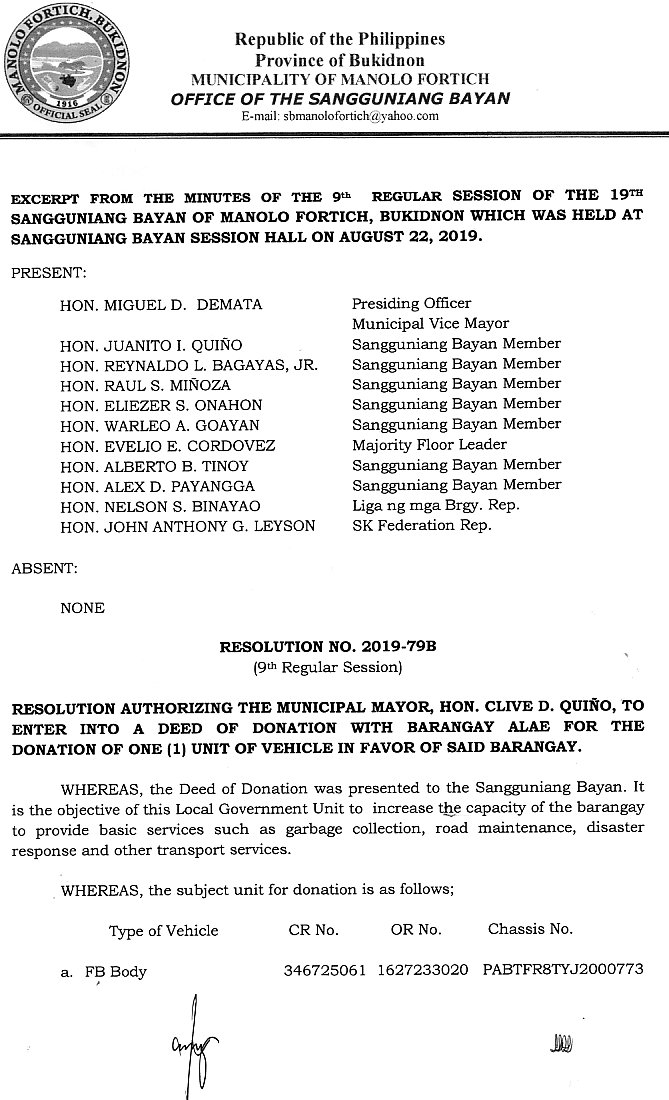 MANOLO FORTICH, BUKIDNON
1916
OFFICIAL SEAL
Republic of the Philippines
Province of Bukidnon
MUNICIPALITY OF MANOLO FORTICH
OFFICE OF THE SANGGUNIANG BAYAN
E-mail: sbmanolofortich@yahoo.com
EXCERPT FROM THE MINUTES OF THE 9th REGULAR SESSION OF THE 19TH
SANGGUNIANG BAYAN OF MANOLO FORTICH, BUKIDNON WHICH WAS HELD AT
SANGGUNIANG BAYAN SESSION HALL ON AUGUST 22, 2019.
PRESENT:
HON. MIGUEL D. DEMATA Presiding Officer
Municipal Vice Mayor
HON. JUANITO I. QUIÑO Sangguniang Bayan Member
HON. REYNALDO L. BAGAYAS, JR. Sangguniang Bayan Member
HON. RAUL S. MIÑOZA Sangguniang Bayan Member
HON. ELIEZER S. ONAHON Sangguniang Bayan Member
HON. WARLEO A. GOAYAN Sangguniang Bayan Member
HON. EVELIO E. CORDOVEZ Majority Floor Leader
HON. ALBERTO B. TINOY Sangguniang Bayan Member
HON. ALEX D. PAYANGGA Sangguniang Bayan Member
HON. NELSON S. BINAYAO Liga ng mga Brgy. Rep.
HON. JOHN ANTHONY G. LEYSON SK Federation Rep.
ABSENT:
NONE
RESOLUTION NO. 2019-79B
(9th Regular Session)
RESOLUTION AUTHORIZING THE MUNICIPAL MAYOR, HON. CLIVE D. QUIÑO, TO
ENTER INTO A DEED OF DONATION WITH BARANGAY ALAE FOR THE
DONATION OF ONE (1) UNIT OF VEHICLE IN FAVOR OF SAID BARANGAY.
WHEREAS, the Deed of Donation was presented to the Sangguniang Bayan. It
is the objective of this Local Government Unit to increase the capacity of the barangay
to provide basic services such as garbage collection, road maintenance, disaster
response and other transport services.
WHEREAS, the subject unit for donation is as follows;
Type of Vehicle CR No. OR No. Chassis No.
a. FB Body 346725061 1627233020 PABTFR8TYJ2000773